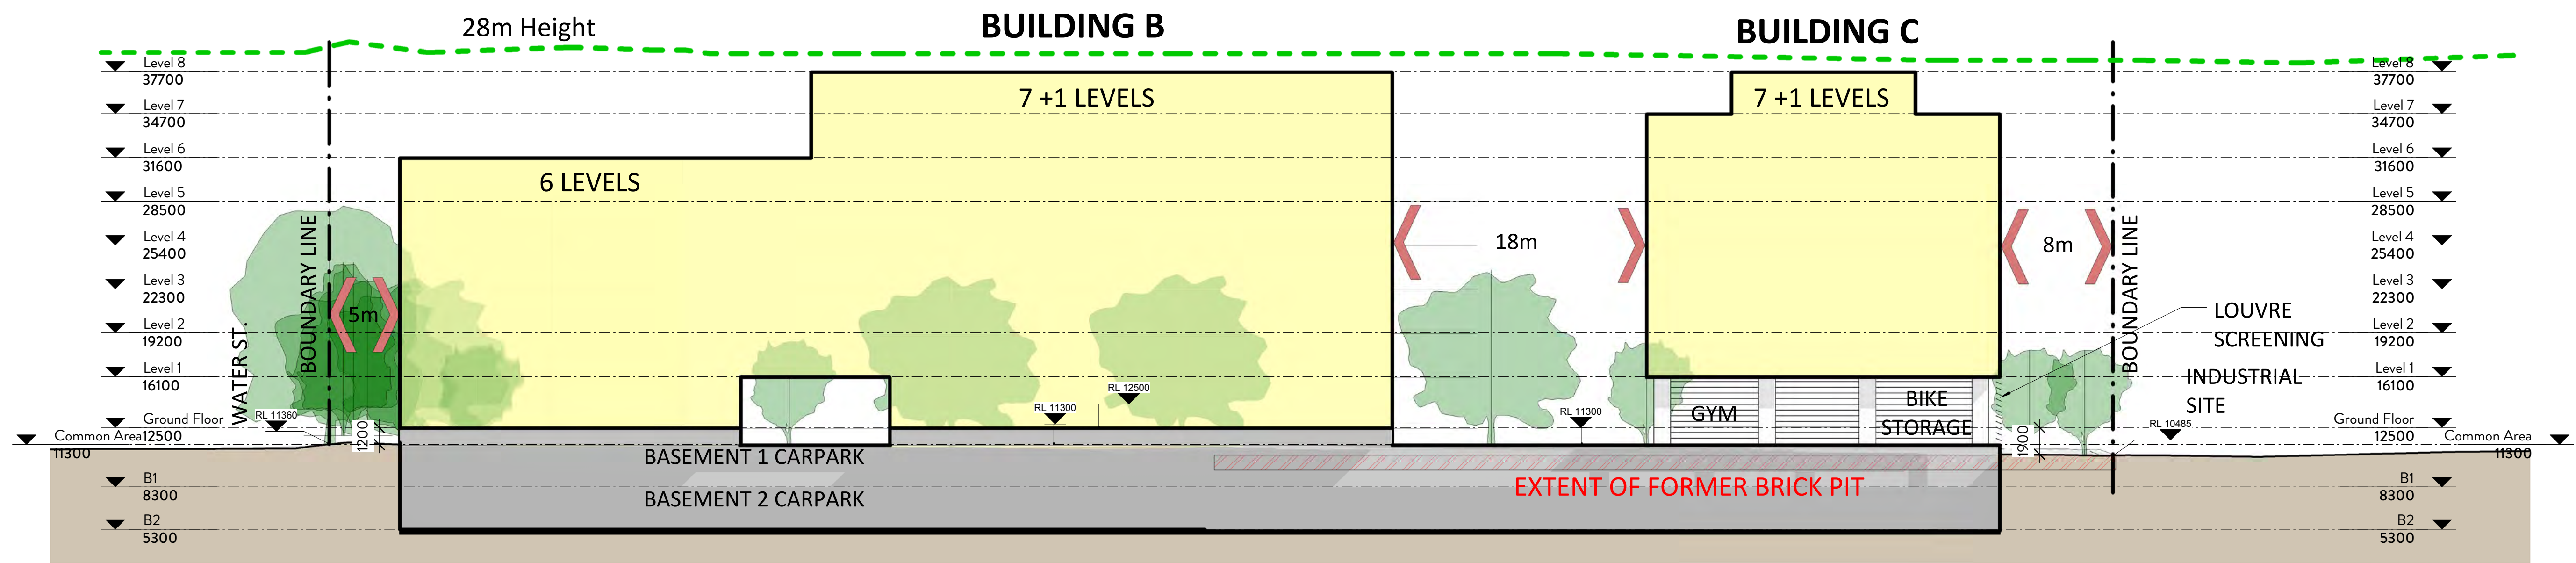 28m Height
BUILDING B
BUILDING C
Level 8
37700
Level 7
34700
Level 6
31600
Level 5
28500
Level 4
25400
Level 3
22300
Level 2
19200
Level 1
16100
Ground Floor
12500
Common Area
11300
B1
8300
B2
5300
WATER ST.
BOUNDARY LINE
RL 11360
1200
5m
6 LEVELS
7 +1 LEVELS
RL 11300
RL 12500
BASEMENT 1 CARPARK
BASEMENT 2 CARPARK
18m
RL 11300
7 +1 LEVELS
GYM
BIKE
STORAGE
EXTENT OF FORMER BRICK PIT
8m
1900
BOUNDARY LINE
RL 10485
LOUVRE
SCREENING
INDUSTRIAL
SITE
Level 8
37700
Level 7
34700
Level 6
31600
Level 5
28500
Level 4
25400
Level 3
22300
Level 2
19200
Level 1
16100
Ground Floor
12500
Common Area
11300
B1
8300
B2
5300